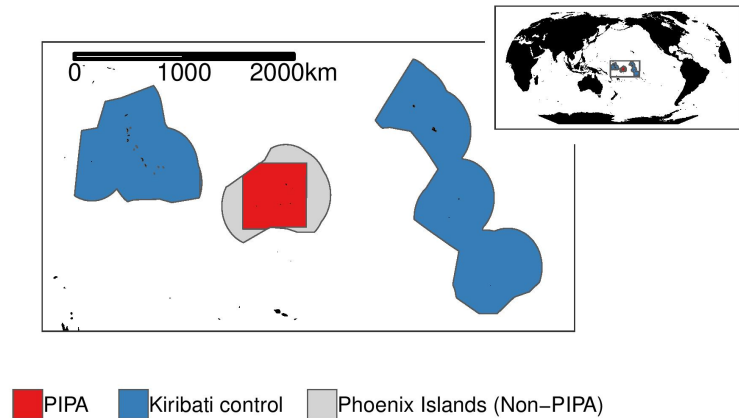 0 1000 2000km
PIPA Kiribati control Phoenix Islands (Non−PIPA)